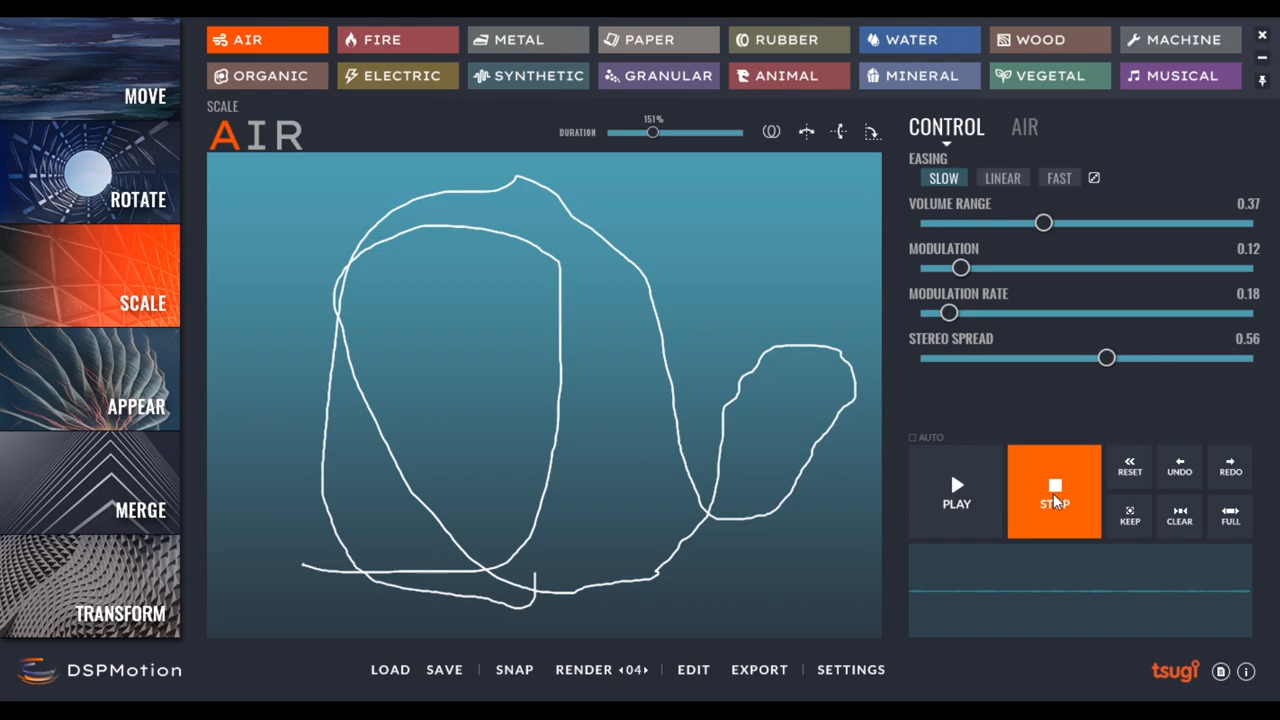 AIR FIRE METAL PAPER RUBBER WATER WOOD MACHINE
ORGANIC ELECTRIC SYNTHETIC GRANULAR ANIMAL MINERAL VEGETAL MUSICAL
MOVE
ROTATE
SCALE
APPEAR
MERGE
TRANSFORM
SCALE
AIR
DURATION 151%
CONTROL AIR
EASING
SLOW LINEAR FAST
VOLUME RANGE 0.37
MODULATION 0.12
MODULATION RATE 0.18
STEREO SPREAD 0.56
AUTO
PLAY STOP
RESET UNDO REDO
KEEP CLEAR FULL
DSPMOTION LOAD SAVE SNAP RENDER 04 EDIT EXPORT SETTINGS tsugi